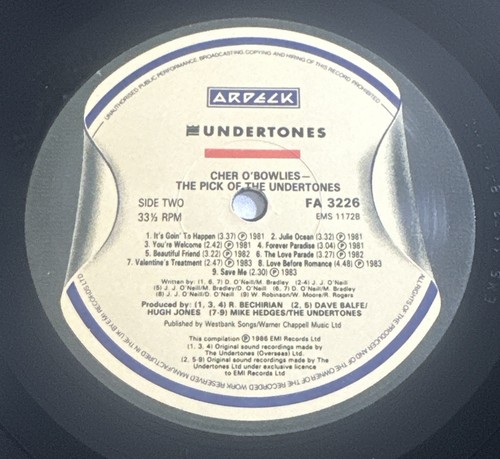 UNAUTHORISED PUBLIC PERFORMANCE, BROADCASTING, COPYING AND HIRING OF THIS RECORD PROHIBITED
ARDECK
THE UNDERTONES
CHER O'BOWLIES—
THE PICK OF THE UNDERTONES
SIDE TWO FA 3226
33⅓ RPM EMS 1172B
1. It's Goin' To Happen (3.37) ℗ 1981 2. Julie Ocean (3.32) ℗ 1981
3. You're Welcome (2.42) ℗ 1981 4. Forever Paradise (3.04) ℗ 1981
5. Beautiful Friend (3.22) ℗ 1982 6. The Love Parade (3.27) ℗ 1982
7. Valentine's Treatment (2.47) ℗ 1983 8. Love Before Romance (4.48) ℗ 1983
9. Save Me (2.30) ℗ 1983
Written by: (1, 6, 7) D. O'Neill/M. Bradley (2-4) J. J. O'Neill
(5) J. J. O'Neill/M. Bradley/D. O'Neill (6, 7) D. O'Neill/M. Bradley
(8) J. J. O'Neill/D. O'Neill (9) W. Robinson/W. Moore/R. Rogers
Produced by: (1, 3, 4) R. BECHIRIAN (2, 5) DAVE BALFE/
HUGH JONES (7-9) MIKE HEDGES/THE UNDERTONES
Published by Westbank Songs/Warner Chappell Music Ltd
This compilation ℗ 1986 EMI Records Ltd
(1, 3, 4) Original sound recordings made by
The Undertones (Overseas) Ltd.
(2, 5-9) Original sound recordings made by The
Undertones Ltd under exclusive licence
to EMI Records Ltd
ALL RIGHTS OF THE PRODUCER AND OF THE OWNER OF THE RECORDED WORK RESERVED MANUFACTURED IN THE UK BY EMI RECORDS LTD